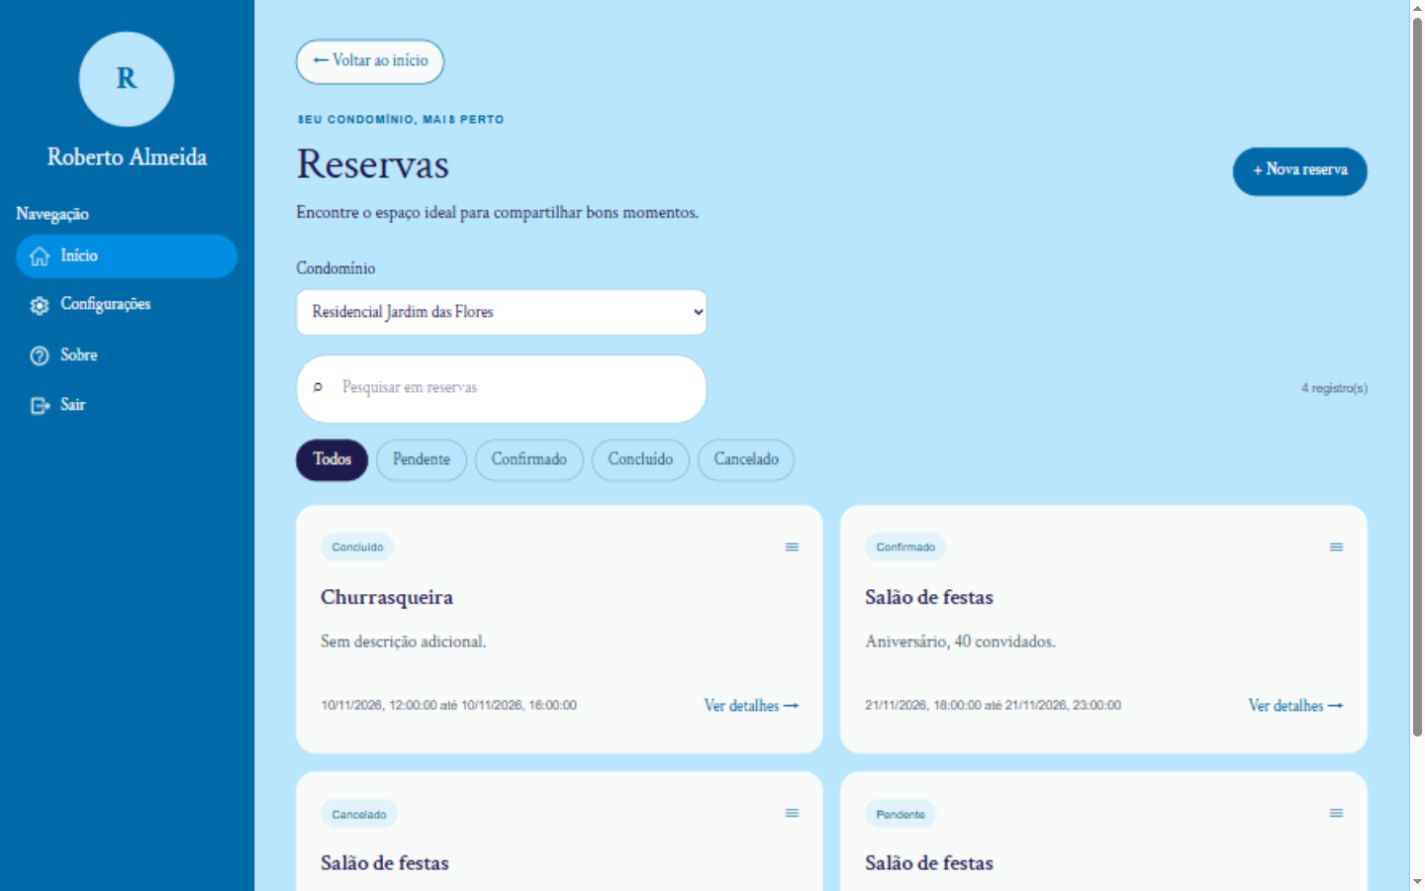 R
Roberto Almeida
Navegação
Início
Configurações
Sobre
Sair
← Voltar ao início
SEU CONDOMÍNIO, MAIS PERTO
Reservas
+ Nova reserva
Encontre o espaço ideal para compartilhar bons momentos.
Condomínio
Residencial Jardim das Flores
Pesquisar em reservas
4 registro(s)
Todos
Pendente
Confirmado
Concluído
Cancelado
Concluído
Churrasqueira
Sem descrição adicional.
10/11/2026, 12:00:00 até 10/11/2026, 16:00:00
Ver detalhes →
Confirmado
Salão de festas
Aniversário, 40 convidados.
21/11/2026, 18:00:00 até 21/11/2026, 23:00:00
Ver detalhes →
Cancelado
Salão de festas
Pendente
Salão de festas